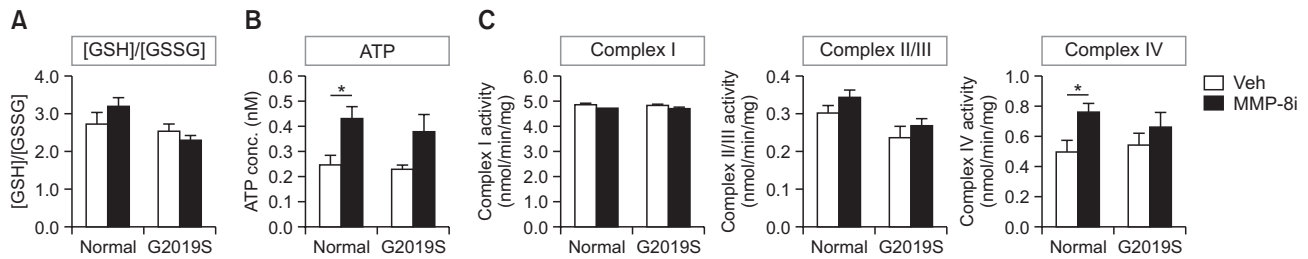 A
[GSH]/[GSSG]
[GSH]/[GSSG]
4.0
3.0
2.0
1.0
0.0
Normal G2019S
B
ATP
ATP conc. (nM)
0.6
0.5
0.4
0.3
0.2
0.1
0.0
*
Normal G2019S
C
Complex I
Complex I activity
(nmol/min/mg)
6.0
5.0
4.0
3.0
2.0
1.0
0.0
Normal G2019S
Complex II/III
Complex II/III activity
(nmol/min/mg)
0.4
0.3
0.2
0.1
0.0
Normal G2019S
Complex IV
Complex IV activity
(nmol/min/mg)
1.0
0.8
0.6
0.4
0.2
0.0
*
Normal G2019S
Veh
MMP-8i